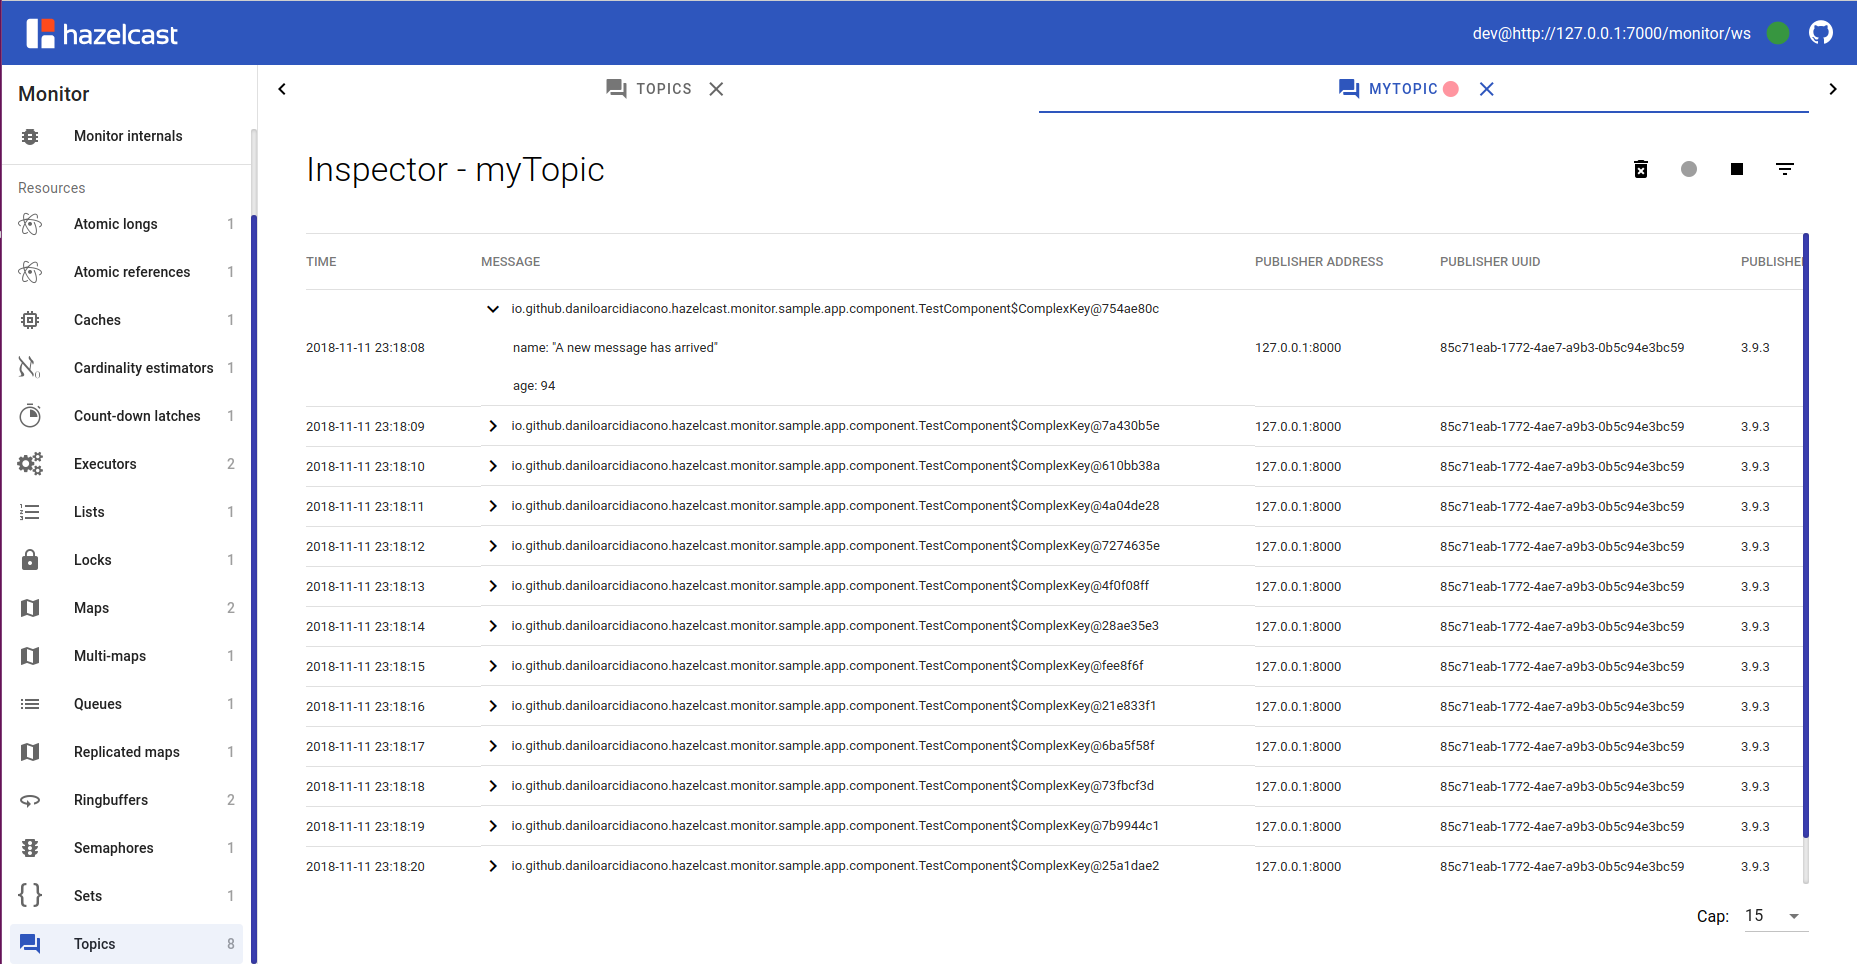 hazelcast
dev@http://127.0.0.1:7000/monitor/ws
Monitor
Monitor internals
Resources
Atomic longs 1
Atomic references 1
Caches 1
Cardinality estimators 1
Count-down latches 1
Executors 2
Lists 1
Locks 1
Maps 2
Multi-maps 1
Queues 1
Replicated maps 1
Ringbuffers 2
Semaphores 1
Sets 1
Topics 8
TOPICS
MYTOPIC
Inspector - myTopic
TIME MESSAGE PUBLISHER ADDRESS PUBLISHER UUID PUBLISHE
io.github.daniloarcidiacono.hazelcast.monitor.sample.app.component.TestComponent$ComplexKey@754ae80c
2018-11-11 23:18:08 name: "A new message has arrived" 127.0.0.1:8000 85c71eab-1772-4ae7-a9b3-0b5c94e3bc59 3.9.3
age: 94
2018-11-11 23:18:09 io.github.daniloarcidiacono.hazelcast.monitor.sample.app.component.TestComponent$ComplexKey@7a430b5e 127.0.0.1:8000 85c71eab-1772-4ae7-a9b3-0b5c94e3bc59 3.9.3
2018-11-11 23:18:10 io.github.daniloarcidiacono.hazelcast.monitor.sample.app.component.TestComponent$ComplexKey@610bb38a 127.0.0.1:8000 85c71eab-1772-4ae7-a9b3-0b5c94e3bc59 3.9.3
2018-11-11 23:18:11 io.github.daniloarcidiacono.hazelcast.monitor.sample.app.component.TestComponent$ComplexKey@4a04de28 127.0.0.1:8000 85c71eab-1772-4ae7-a9b3-0b5c94e3bc59 3.9.3
2018-11-11 23:18:12 io.github.daniloarcidiacono.hazelcast.monitor.sample.app.component.TestComponent$ComplexKey@7274635e 127.0.0.1:8000 85c71eab-1772-4ae7-a9b3-0b5c94e3bc59 3.9.3
2018-11-11 23:18:13 io.github.daniloarcidiacono.hazelcast.monitor.sample.app.component.TestComponent$ComplexKey@4f0f08ff 127.0.0.1:8000 85c71eab-1772-4ae7-a9b3-0b5c94e3bc59 3.9.3
2018-11-11 23:18:14 io.github.daniloarcidiacono.hazelcast.monitor.sample.app.component.TestComponent$ComplexKey@28ae35e3 127.0.0.1:8000 85c71eab-1772-4ae7-a9b3-0b5c94e3bc59 3.9.3
2018-11-11 23:18:15 io.github.daniloarcidiacono.hazelcast.monitor.sample.app.component.TestComponent$ComplexKey@fee8f6f 127.0.0.1:8000 85c71eab-1772-4ae7-a9b3-0b5c94e3bc59 3.9.3
2018-11-11 23:18:16 io.github.daniloarcidiacono.hazelcast.monitor.sample.app.component.TestComponent$ComplexKey@21e833f1 127.0.0.1:8000 85c71eab-1772-4ae7-a9b3-0b5c94e3bc59 3.9.3
2018-11-11 23:18:17 io.github.daniloarcidiacono.hazelcast.monitor.sample.app.component.TestComponent$ComplexKey@6ba5f58f 127.0.0.1:8000 85c71eab-1772-4ae7-a9b3-0b5c94e3bc59 3.9.3
2018-11-11 23:18:18 io.github.daniloarcidiacono.hazelcast.monitor.sample.app.component.TestComponent$ComplexKey@73fbcf3d 127.0.0.1:8000 85c71eab-1772-4ae7-a9b3-0b5c94e3bc59 3.9.3
2018-11-11 23:18:19 io.github.daniloarcidiacono.hazelcast.monitor.sample.app.component.TestComponent$ComplexKey@7b9944c1 127.0.0.1:8000 85c71eab-1772-4ae7-a9b3-0b5c94e3bc59 3.9.3
2018-11-11 23:18:20 io.github.daniloarcidiacono.hazelcast.monitor.sample.app.component.TestComponent$ComplexKey@25a1dae2 127.0.0.1:8000 85c71eab-1772-4ae7-a9b3-0b5c94e3bc59 3.9.3
Cap: 15